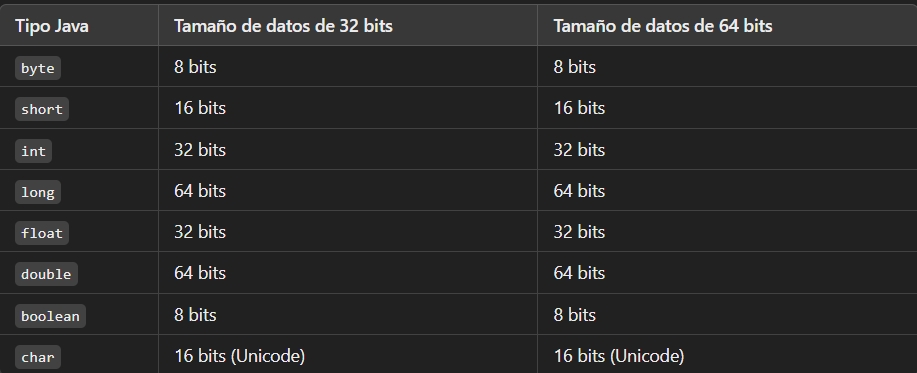 Tipo Java Tamaño de datos de 32 bits Tamaño de datos de 64 bits
byte 8 bits 8 bits
short 16 bits 16 bits
int 32 bits 32 bits
long 64 bits 64 bits
float 32 bits 32 bits
double 64 bits 64 bits
boolean 8 bits 8 bits
char 16 bits (Unicode) 16 bits (Unicode)